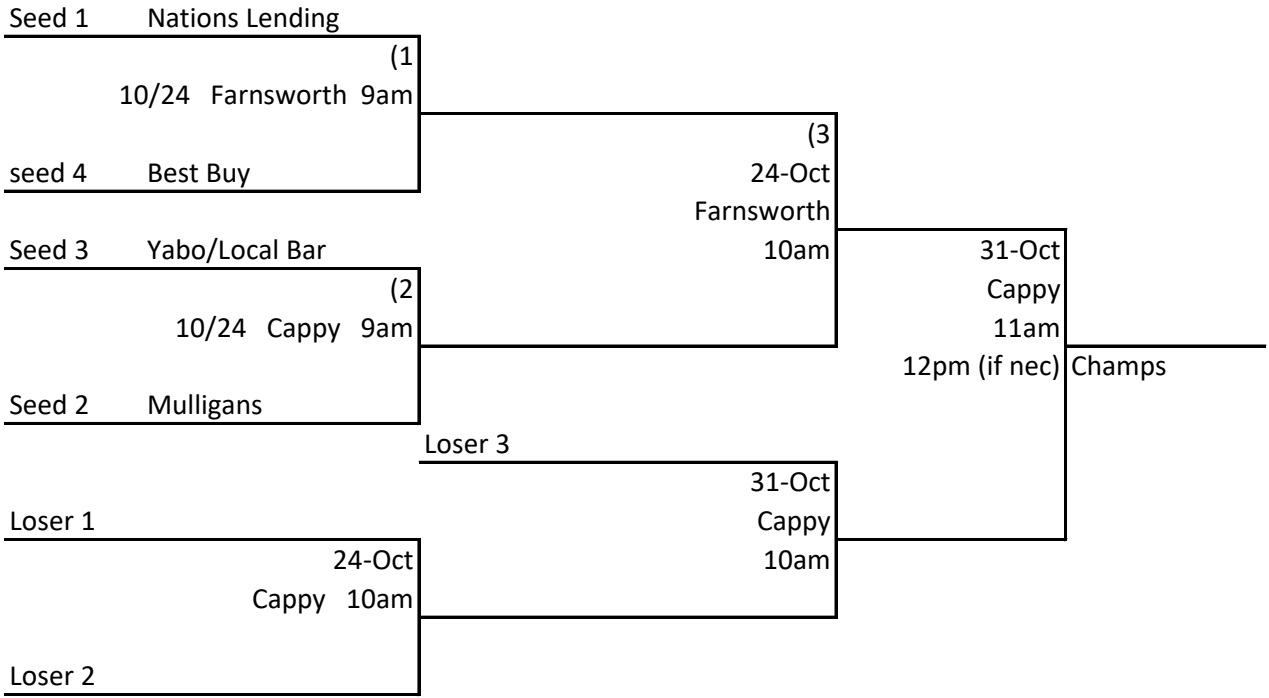 Seed 1 Nations Lending
(1
10/24 Farnsworth 9am
(3
seed 4 Best Buy
24-Oct
Farnsworth
Seed 3 Yabo/Local Bar
10am
31-Oct
(2
Cappy
10/24 Cappy 9am
11am
12pm (if nec) Champs
Seed 2 Mulligans
Loser 3
31-Oct
Loser 1
Cappy
24-Oct
10am
Cappy 10am
Loser 2